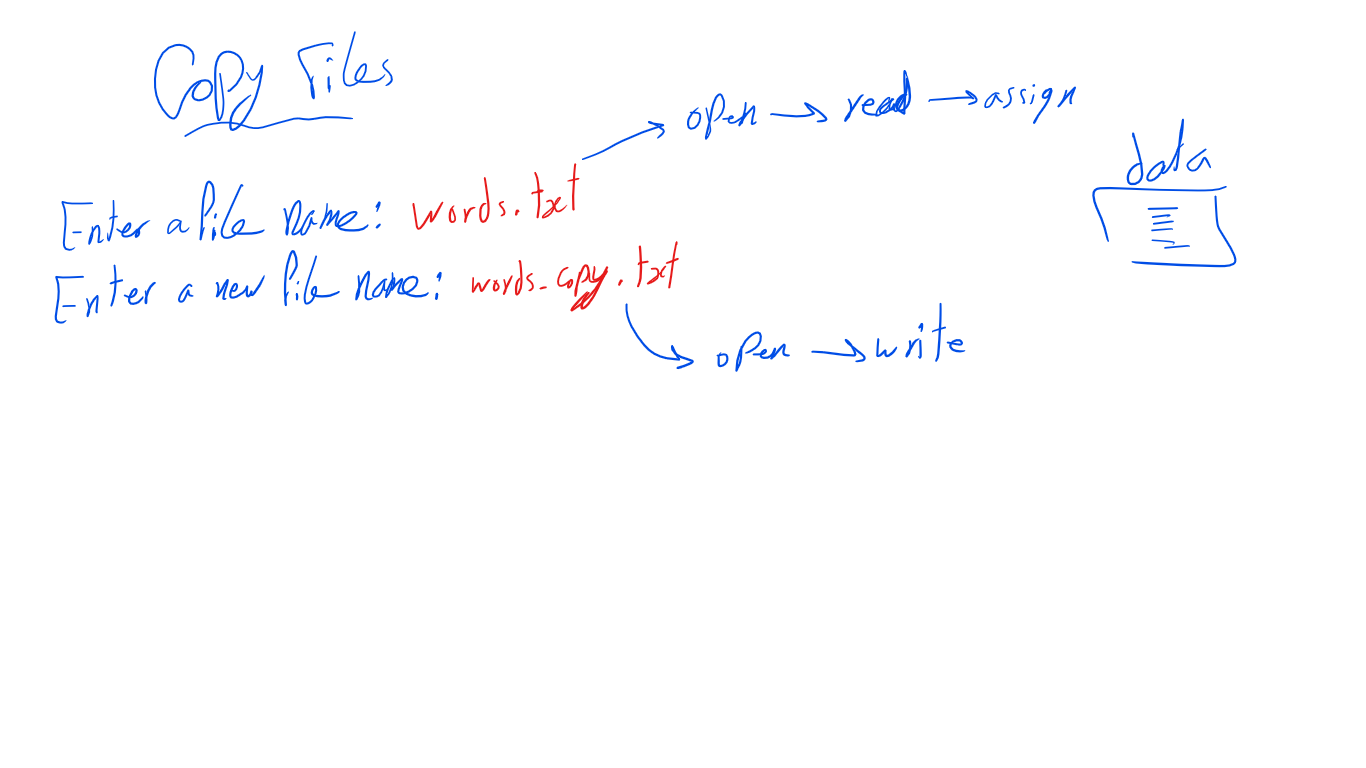 Copy Files
open → read → assign
data
Enter a file name: words.txt
Enter a new file name: words_copy.txt
open → write